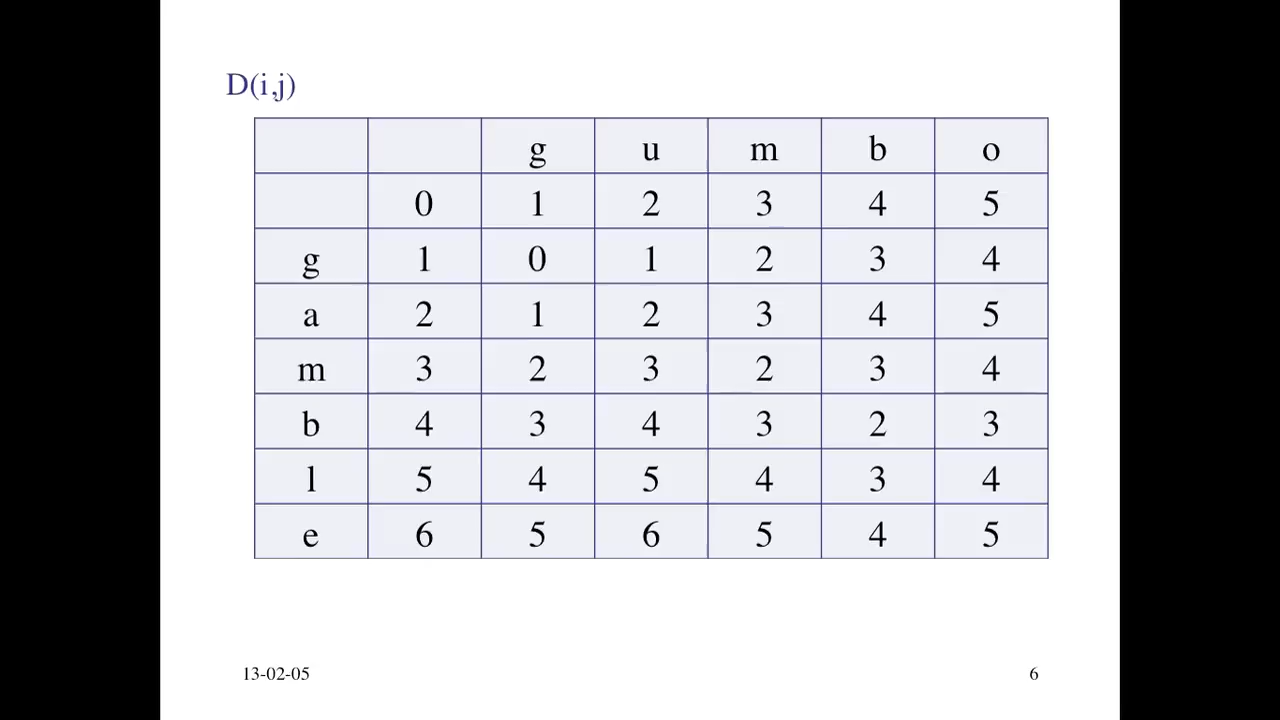 D(i,j)
g u m b o
0 1 2 3 4 5
g 1 0 1 2 3 4
a 2 1 2 3 4 5
m 3 2 3 2 3 4
b 4 3 4 3 2 3
l 5 4 5 4 3 4
e 6 5 6 5 4 5
13-02-05 6